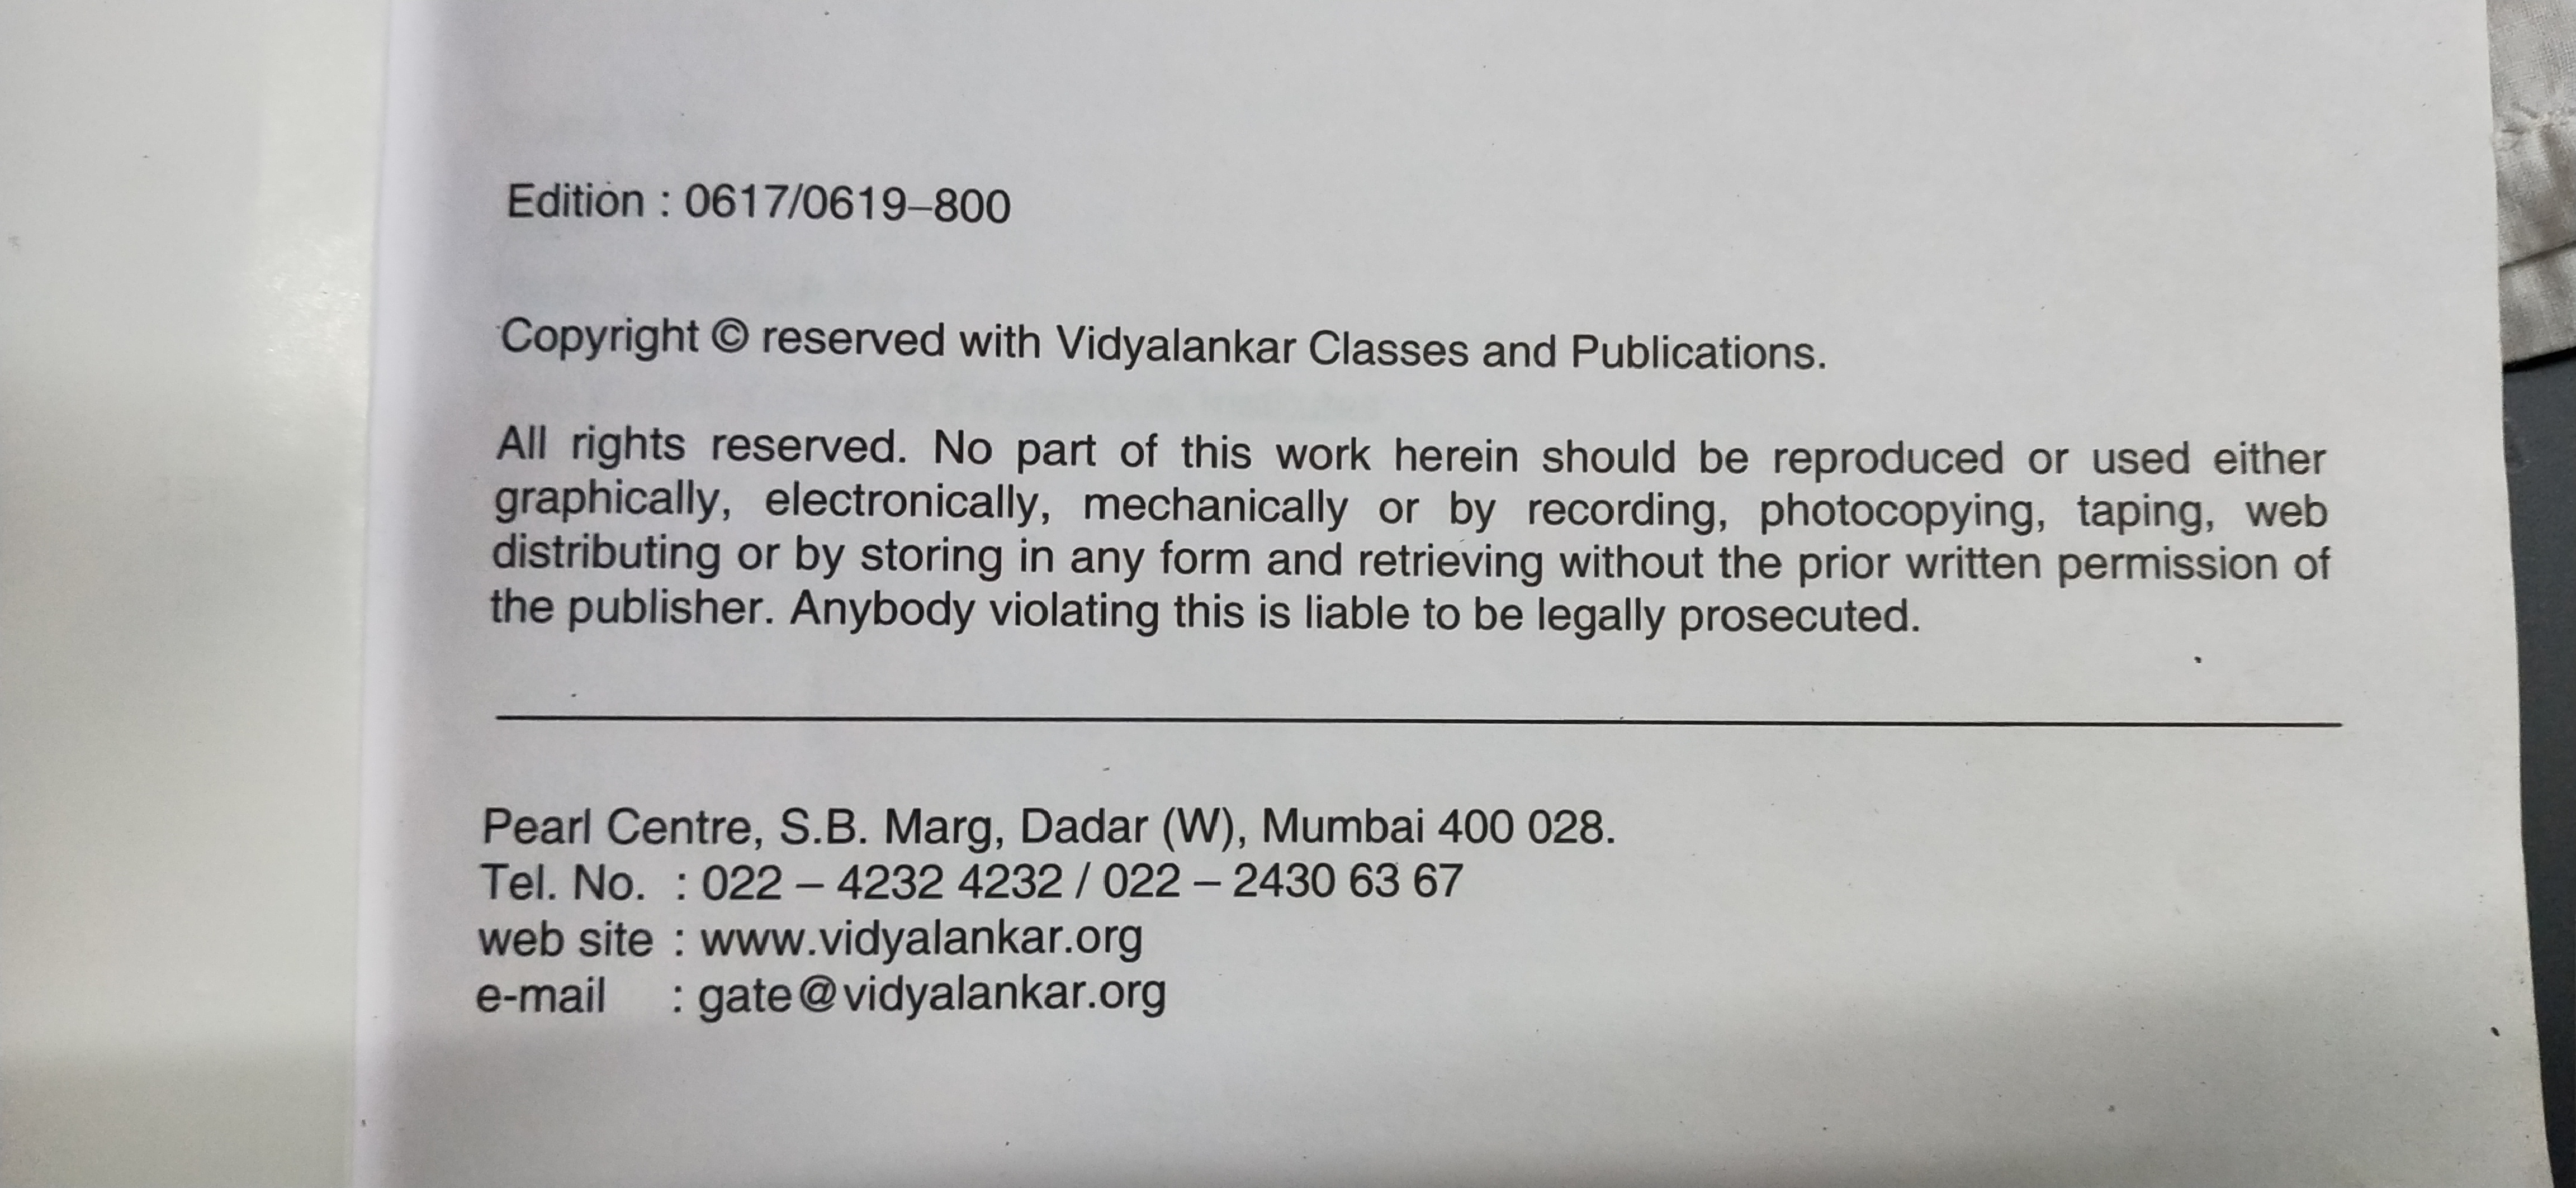 Edition : 0617/0619–800
Copyright © reserved with Vidyalankar Classes and Publications.
All rights reserved. No part of this work herein should be reproduced or used either
graphically, electronically, mechanically or by recording, photocopying, taping, web
distributing or by storing in any form and retrieving without the prior written permission of
the publisher. Anybody violating this is liable to be legally prosecuted.
Pearl Centre, S.B. Marg, Dadar (W), Mumbai 400 028.
Tel. No. : 022 – 4232 4232 / 022 – 2430 63 67
web site : www.vidyalankar.org
e-mail : gate@vidyalankar.org